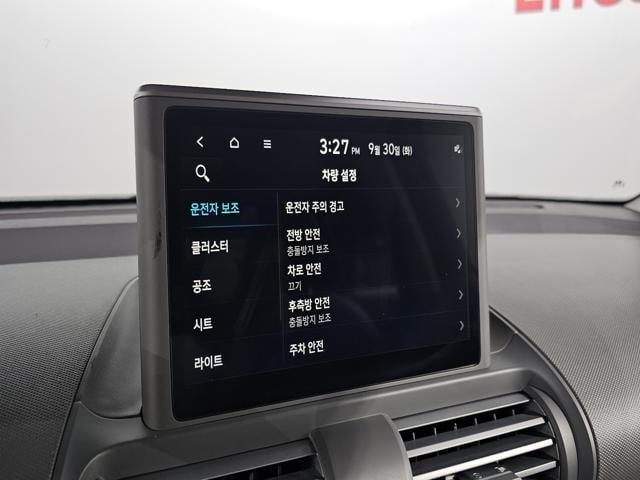 3:27 PM 9월 30일 (화)
차량 설정
운전자 보조
클러스터
공조
시트
라이트
운전자 주의 경고
전방 안전
충돌방지 보조
차로 안전
끄기
후측방 안전
충돌방지 보조
주차 안전